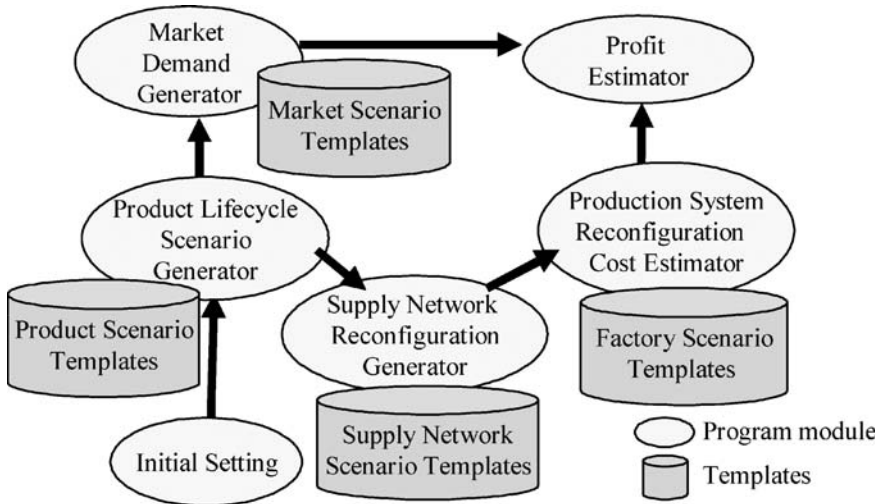 Market
Demand
Generator
Profit
Estimator
Market Scenario
Templates
Product Lifecycle
Scenario
Generator
Production System
Reconfiguration
Cost Estimator
Product Scenario
Templates
Supply Network
Reconfiguration
Generator
Factory Scenario
Templates
Supply Network
Scenario Templates
Initial Setting
Program module
Templates